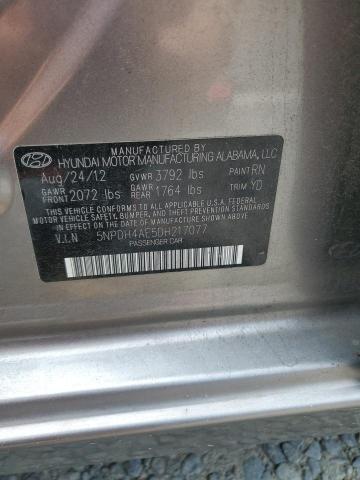 MANUFACTURED BY
HYUNDAI MOTOR MANUFACTURING ALABAMA, LLC
Aug/24/12 GVWR 3792 lbs PAINT RN
GAWR FRONT 2072 lbs GAWR REAR 1764 lbs TRIM YD
THIS VEHICLE CONFORMS TO ALL APPLICABLE U.S.A. FEDERAL
MOTOR VEHICLE SAFETY, BUMPER, AND THEFT PREVENTION
STANDARDS IN EFFECT ON THE DATE OF MANUFACTURE SHOWN ABOVE.
V.I.N 5NPDH4AE5DH217077
PASSENGER CAR